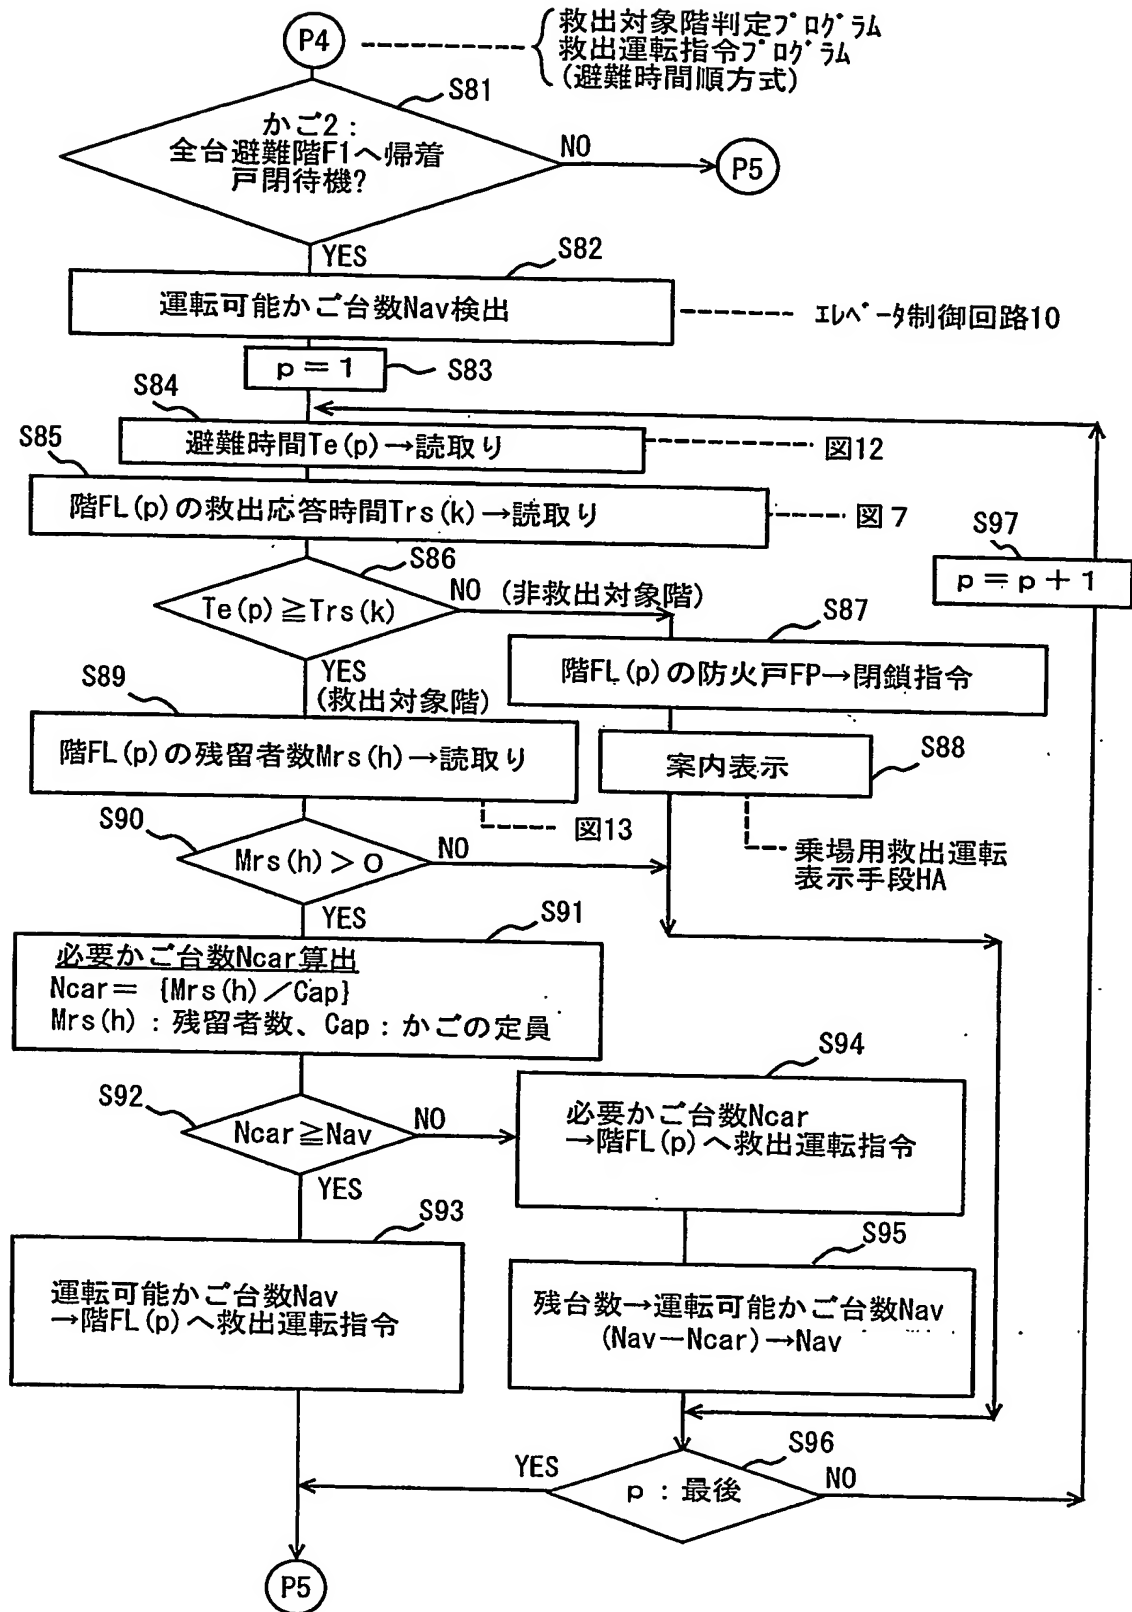 P4
救出対象階判定プログラム
救出運転指令プログラム
(避難時間順方式)
S81
かご2:
全台避難階F1へ帰着
戸閉待機?
NO
P5
YES
S82
運転可能かご台数Nav検出
エレベータ制御回路10
p=1
S83
S84
避難時間Te(p)→読取り
図12
S85
階FL(p)の救出応答時間Trs(k)→読取り
図7
S97
p=p+1
S86
Te(p)≧Trs(k)
NO (非救出対象階)
S87
階FL(p)の防火戸FP→閉鎖指令
YES
(救出対象階)
S89
階FL(p)の残留者数Mrs(h)→読取り
S88
案内表示
図13
乗場用救出運転
表示手段HA
S90
Mrs(h)>0
NO
YES
S91
必要かご台数Ncar算出
Ncar= {Mrs(h)/Cap}
Mrs(h):残留者数、Cap:かごの定員
S92
Ncar≧Nav
NO
YES
S94
必要かご台数Ncar
→階FL(p)へ救出運転指令
S93
運転可能かご台数Nav
→階FL(p)へ救出運転指令
S95
残台数→運転可能かご台数Nav
(Nav-Ncar)→Nav
S96
p:最後
YES
NO
P5